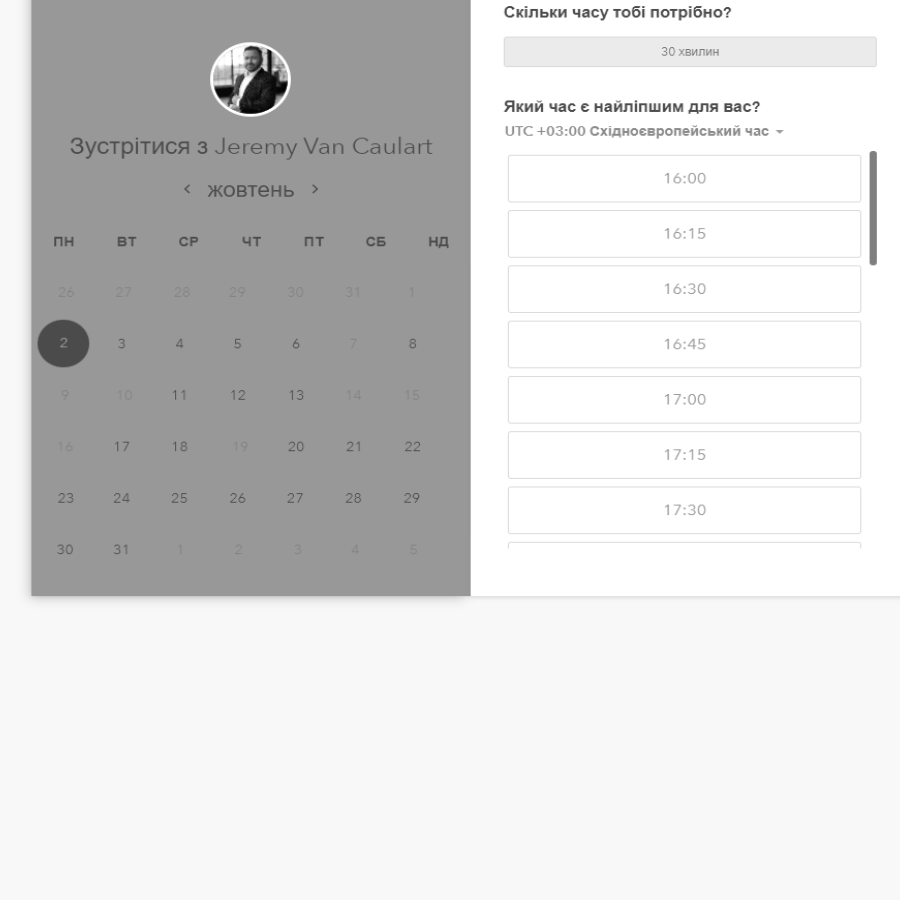 Зустрітися з Jeremy Van Caulart
жовтень
ПН ВТ СР ЧТ ПТ СБ НД
26 27 28 29 30 31 1
2 3 4 5 6 7 8
9 10 11 12 13 14 15
16 17 18 19 20 21 22
23 24 25 26 27 28 29
30 31 1 2 3 4 5
Скільки часу тобі потрібно?
30 хвилин
Який час є найліпшим для вас?
UTC +03:00 Східноєвропейський час
16:00
16:15
16:30
16:45
17:00
17:15
17:30